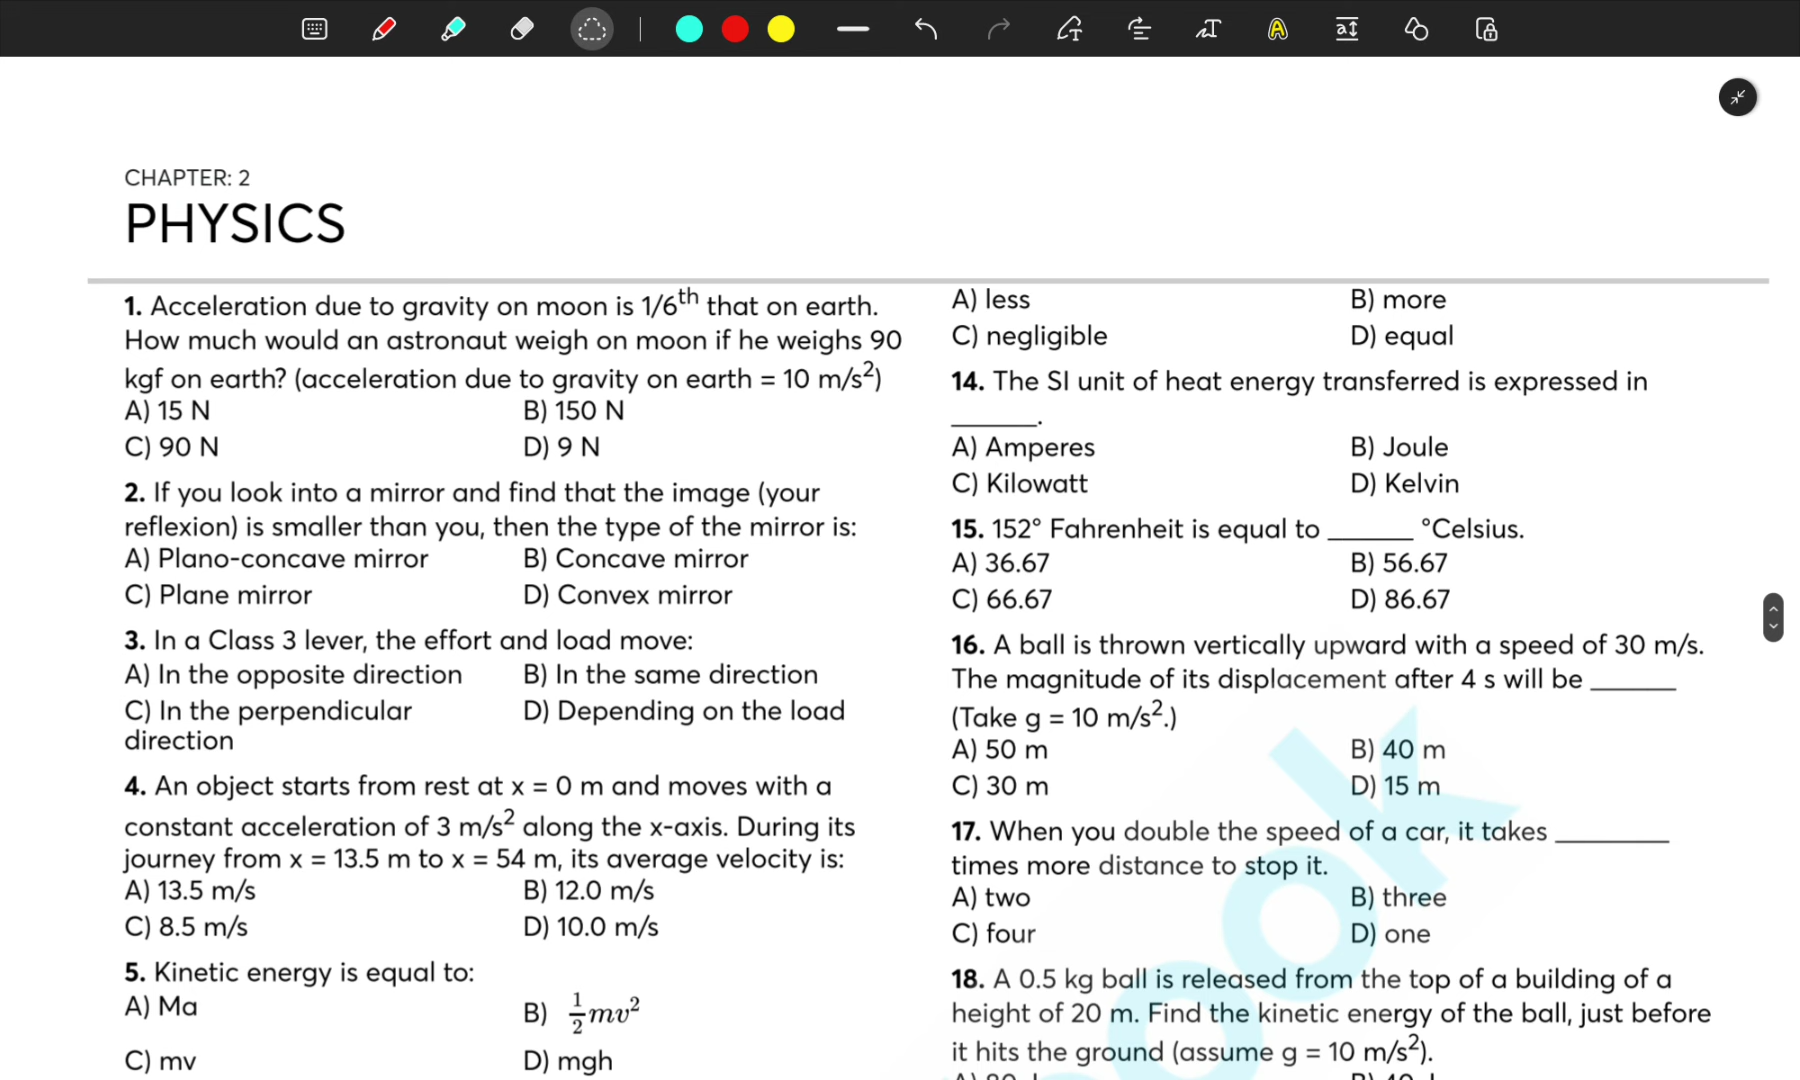 CHAPTER: 2
PHYSICS
1. Acceleration due to gravity on moon is 1/6th that on earth.
How much would an astronaut weigh on moon if he weighs 90
kgf on earth? (acceleration due to gravity on earth = 10 m/s²)
A) 15 N B) 150 N
C) 90 N D) 9 N
2. If you look into a mirror and find that the image (your
reflexion) is smaller than you, then the type of the mirror is:
A) Plano-concave mirror B) Concave mirror
C) Plane mirror D) Convex mirror
3. In a Class 3 lever, the effort and load move:
A) In the opposite direction B) In the same direction
C) In the perpendicular D) Depending on the load
direction
4. An object starts from rest at x = 0 m and moves with a
constant acceleration of 3 m/s² along the x-axis. During its
journey from x = 13.5 m to x = 54 m, its average velocity is:
A) 13.5 m/s B) 12.0 m/s
C) 8.5 m/s D) 10.0 m/s
5. Kinetic energy is equal to:
A) Ma B) 1/2 mv²
C) mv D) mgh
A) less B) more
C) negligible D) equal
14. The SI unit of heat energy transferred is expressed in
______.
A) Amperes B) Joule
C) Kilowatt D) Kelvin
15. 152° Fahrenheit is equal to ______ °Celsius.
A) 36.67 B) 56.67
C) 66.67 D) 86.67
16. A ball is thrown vertically upward with a speed of 30 m/s.
The magnitude of its displacement after 4 s will be ______
(Take g = 10 m/s².)
A) 50 m B) 40 m
C) 30 m D) 15 m
17. When you double the speed of a car, it takes ________
times more distance to stop it.
A) two B) three
C) four D) one
18. A 0.5 kg ball is released from the top of a building of a
height of 20 m. Find the kinetic energy of the ball, just before
it hits the ground (assume g = 10 m/s²).